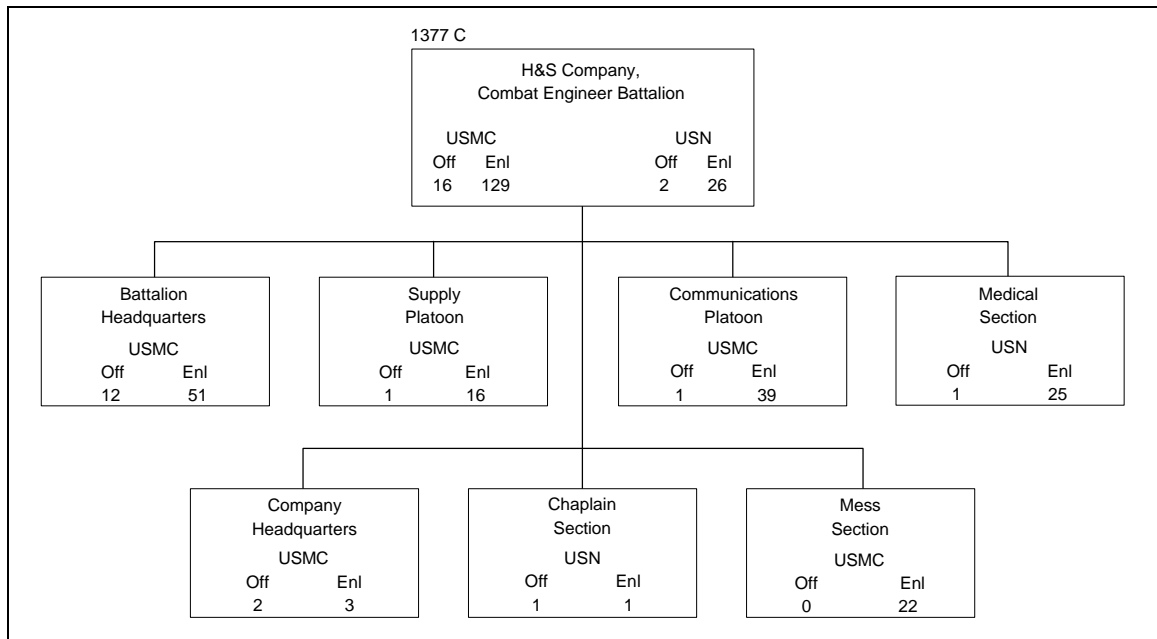 1377 C
H&S Company,
Combat Engineer Battalion
USMC USN
Off Enl Off Enl
16 129 2 26
Battalion
Headquarters
USMC
Off Enl
12 51
Supply
Platoon
USMC
Off Enl
1 16
Communications
Platoon
USMC
Off Enl
1 39
Medical
Section
USN
Off Enl
1 25
Company
Headquarters
USMC
Off Enl
2 3
Chaplain
Section
USN
Off Enl
1 1
Mess
Section
USMC
Off Enl
0 22